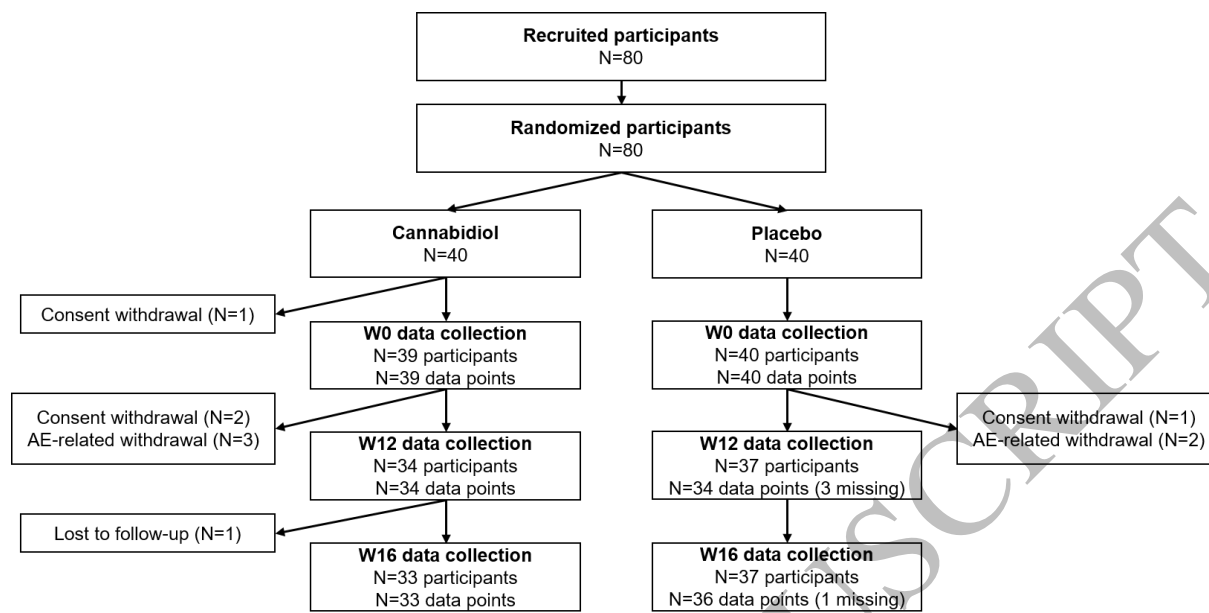 Recruited participants
N=80
Randomized participants
N=80
Cannabidiol
N=40
Placebo
N=40
Consent withdrawal (N=1)
W0 data collection
N=39 participants
N=39 data points
W0 data collection
N=40 participants
N=40 data points
Consent withdrawal (N=2)
AE-related withdrawal (N=3)
Consent withdrawal (N=1)
AE-related withdrawal (N=2)
W12 data collection
N=34 participants
N=34 data points
W12 data collection
N=37 participants
N=34 data points (3 missing)
Lost to follow-up (N=1)
W16 data collection
N=33 participants
N=33 data points
W16 data collection
N=37 participants
N=36 data points (1 missing)
USCRIPT